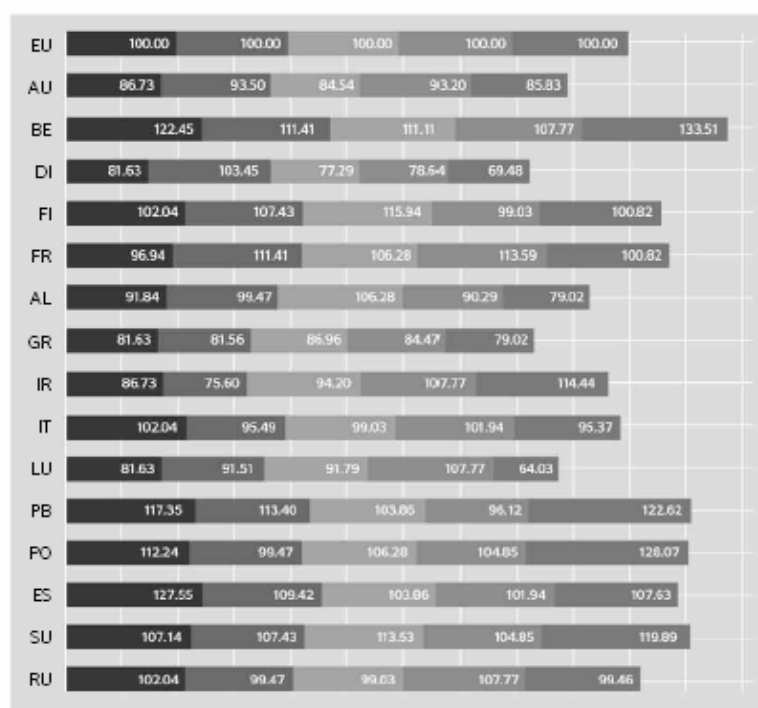 EU 100.00 100.00 100.00 100.00 100.00
AU 86.73 93.50 84.54 93.20 85.83
BE 122.45 111.41 111.11 107.77 133.51
DI 81.63 103.45 77.29 78.64 69.48
FI 102.04 107.43 115.94 99.03 100.82
FR 96.94 111.41 106.28 113.59 100.82
AL 91.84 99.47 106.28 90.29 79.02
GR 81.63 81.56 86.96 84.47 79.02
IR 86.73 75.60 94.20 107.77 114.44
IT 102.04 95.49 99.03 101.94 95.37
LU 81.63 91.51 91.79 107.77 64.03
PB 117.35 113.40 103.86 96.12 122.62
PO 112.24 99.47 106.28 104.85 128.07
ES 127.55 109.42 103.86 101.94 107.63
SU 107.14 107.43 113.53 104.85 119.89
RU 102.04 99.47 99.03 107.77 99.46